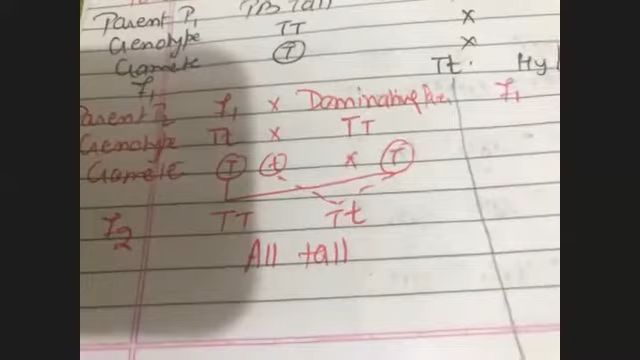 Parent P₁ Tall ×
Genotype TT ×
Gamete T
F₁ Tt. Hy
Parent P₂ F₁ × Dominating F₁
Genotype Tt × TT
Gamete T t × T
F₂ TT Tt
All tall